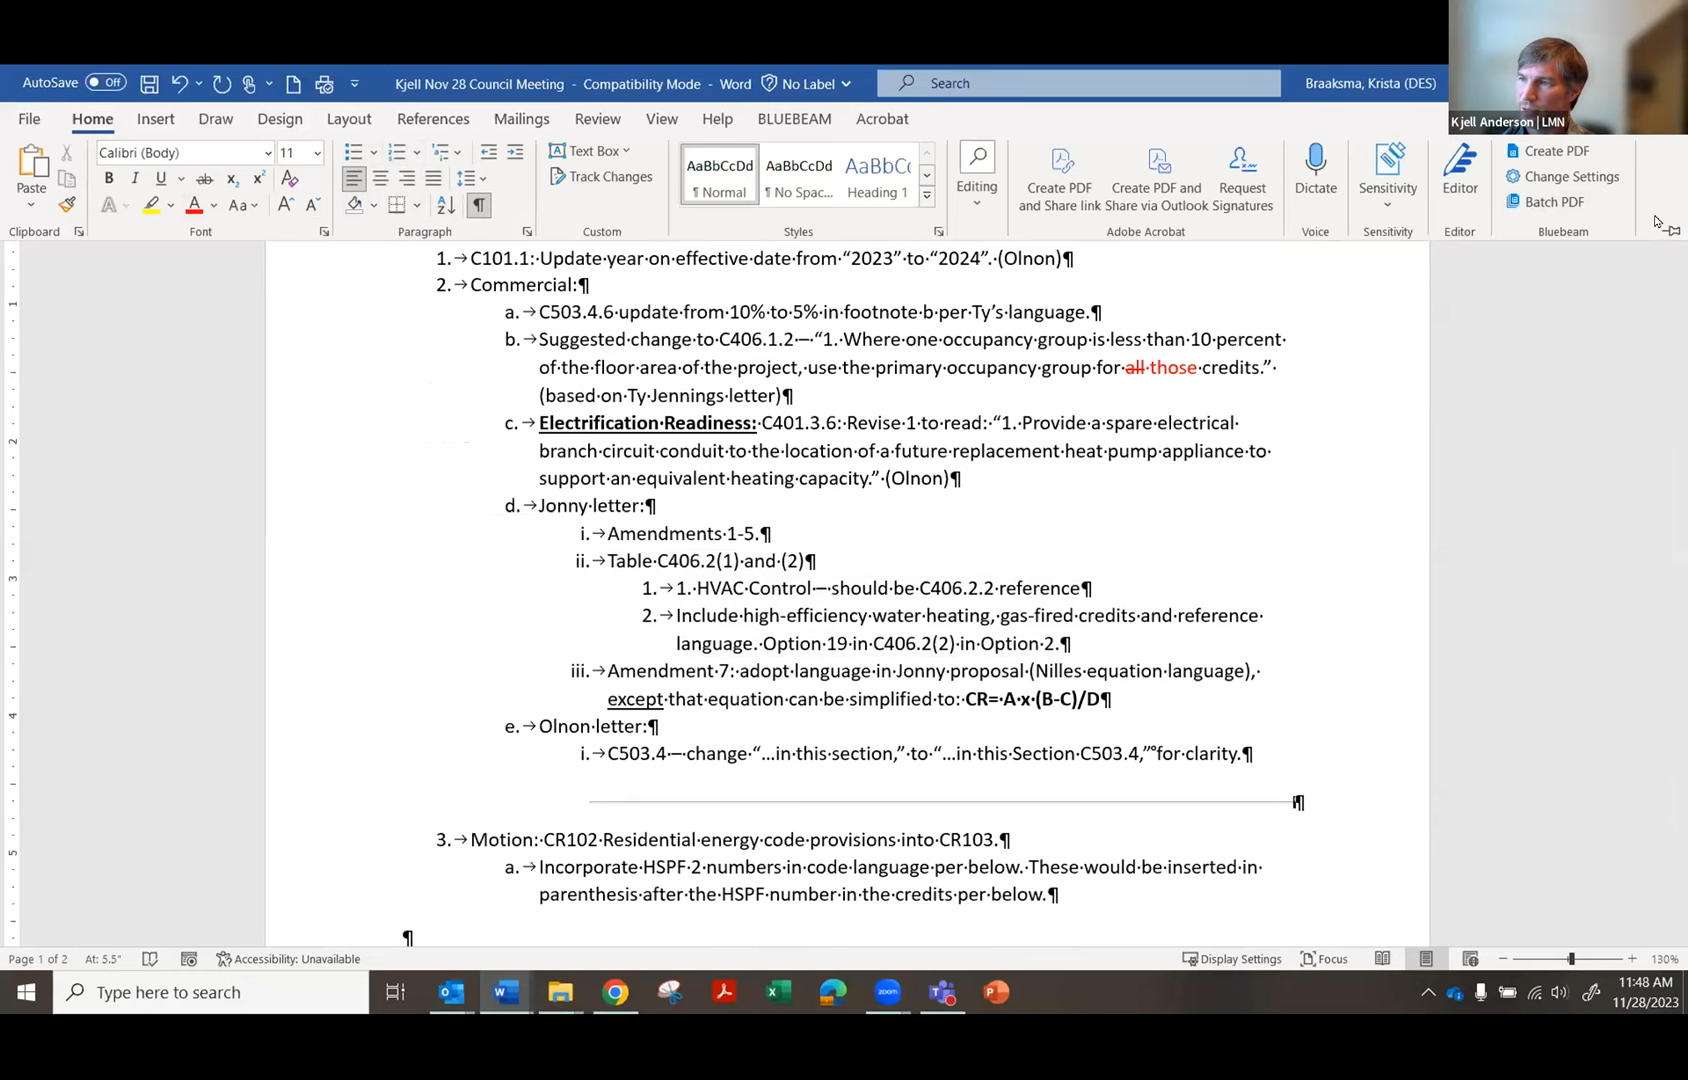 AutoSave Off
Kjell Nov 28 Council Meeting - Compatibility Mode - Word
No Label
Search
Braaksma, Krista (DES)
Kjell Anderson | LMN
File Home Insert Draw Design Layout References Mailings Review View Help BLUEBEAM Acrobat
Paste
Clipboard
Calibri (Body) 11
Font
Paragraph
Text Box
Track Changes
Custom
AaBbCcDd AaBbCcDd AaBbCc
¶ Normal ¶ No Spac... Heading 1
Styles
Editing
Create PDF and Share link
Create PDF and Share via Outlook
Request Signatures
Adobe Acrobat
Dictate
Voice
Sensitivity
Sensitivity
Editor
Editor
Create PDF
Change Settings
Batch PDF
Bluebeam
1. C101.1: Update year on effective date from “2023” to “2024”. (Olnon)¶
2. Commercial:¶
a. C503.4.6 update from 10% to 5% in footnote b per Ty’s language.¶
b. Suggested change to C406.1.2 – “1. Where one occupancy group is less than 10 percent
of the floor area of the project, use the primary occupancy group for all those credits.”
(based on Ty Jennings letter)¶
c. Electrification Readiness: C401.3.6: Revise 1 to read: “1. Provide a spare electrical
branch circuit conduit to the location of a future replacement heat pump appliance to
support an equivalent heating capacity.” (Olnon)¶
d. Jonny letter:¶
i. Amendments 1-5.¶
ii. Table C406.2(1) and (2)¶
1. 1. HVAC Control – should be C406.2.2 reference¶
2. Include high-efficiency water heating, gas-fired credits and reference
language. Option 19 in C406.2(2) in Option 2.¶
iii. Amendment 7: adopt language in Jonny proposal (Nilles equation language),
except that equation can be simplified to: CR= A x (B-C)/D¶
e. Olnon letter:¶
i. C503.4 – change “…in this section,” to “…in this Section C503.4,” for clarity.¶
¶
3. Motion: CR102 Residential energy code provisions into CR103.¶
a. Incorporate HSPF 2 numbers in code language per below. These would be inserted in
parenthesis after the HSPF number in the credits per below.¶
¶
Page 1 of 2 At: 5.5" Accessibility: Unavailable
Display Settings Focus 130%
Type here to search
11:48 AM
11/28/2023